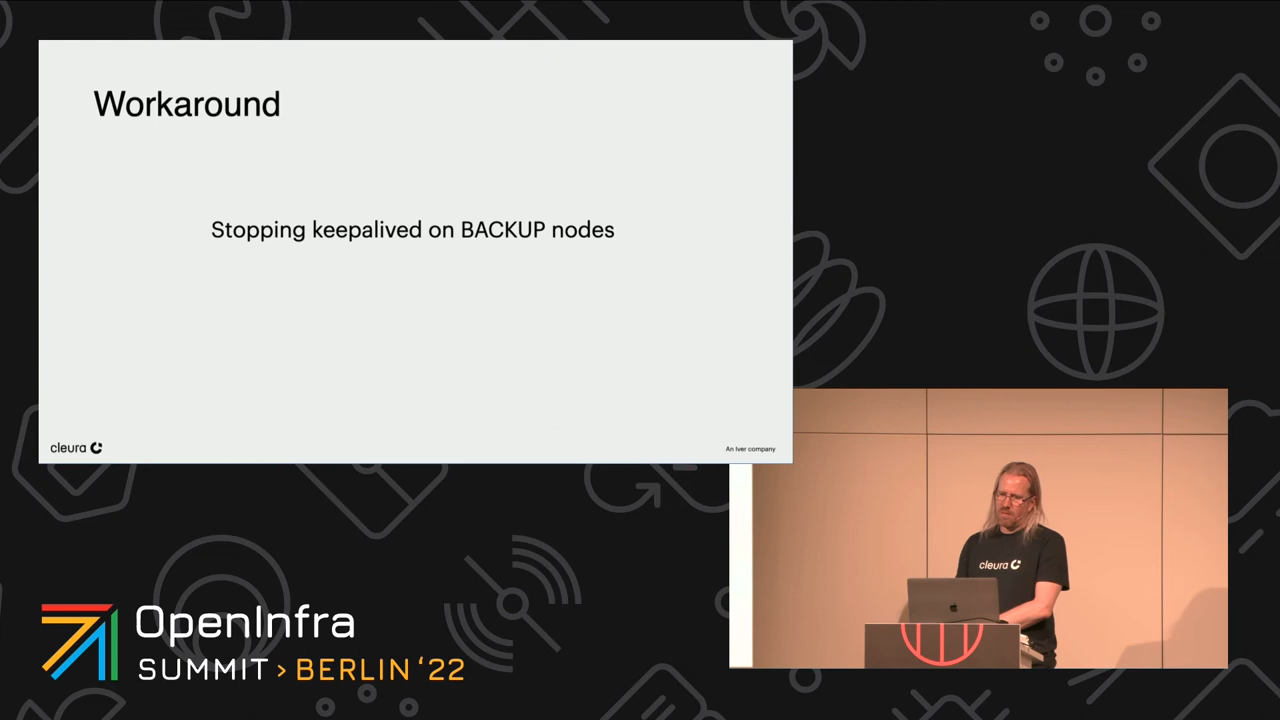 Workaround
Stopping keepalived on BACKUP nodes
cleura
An Iver company
cleura
OpenInfra
SUMMIT > BERLIN ‘22